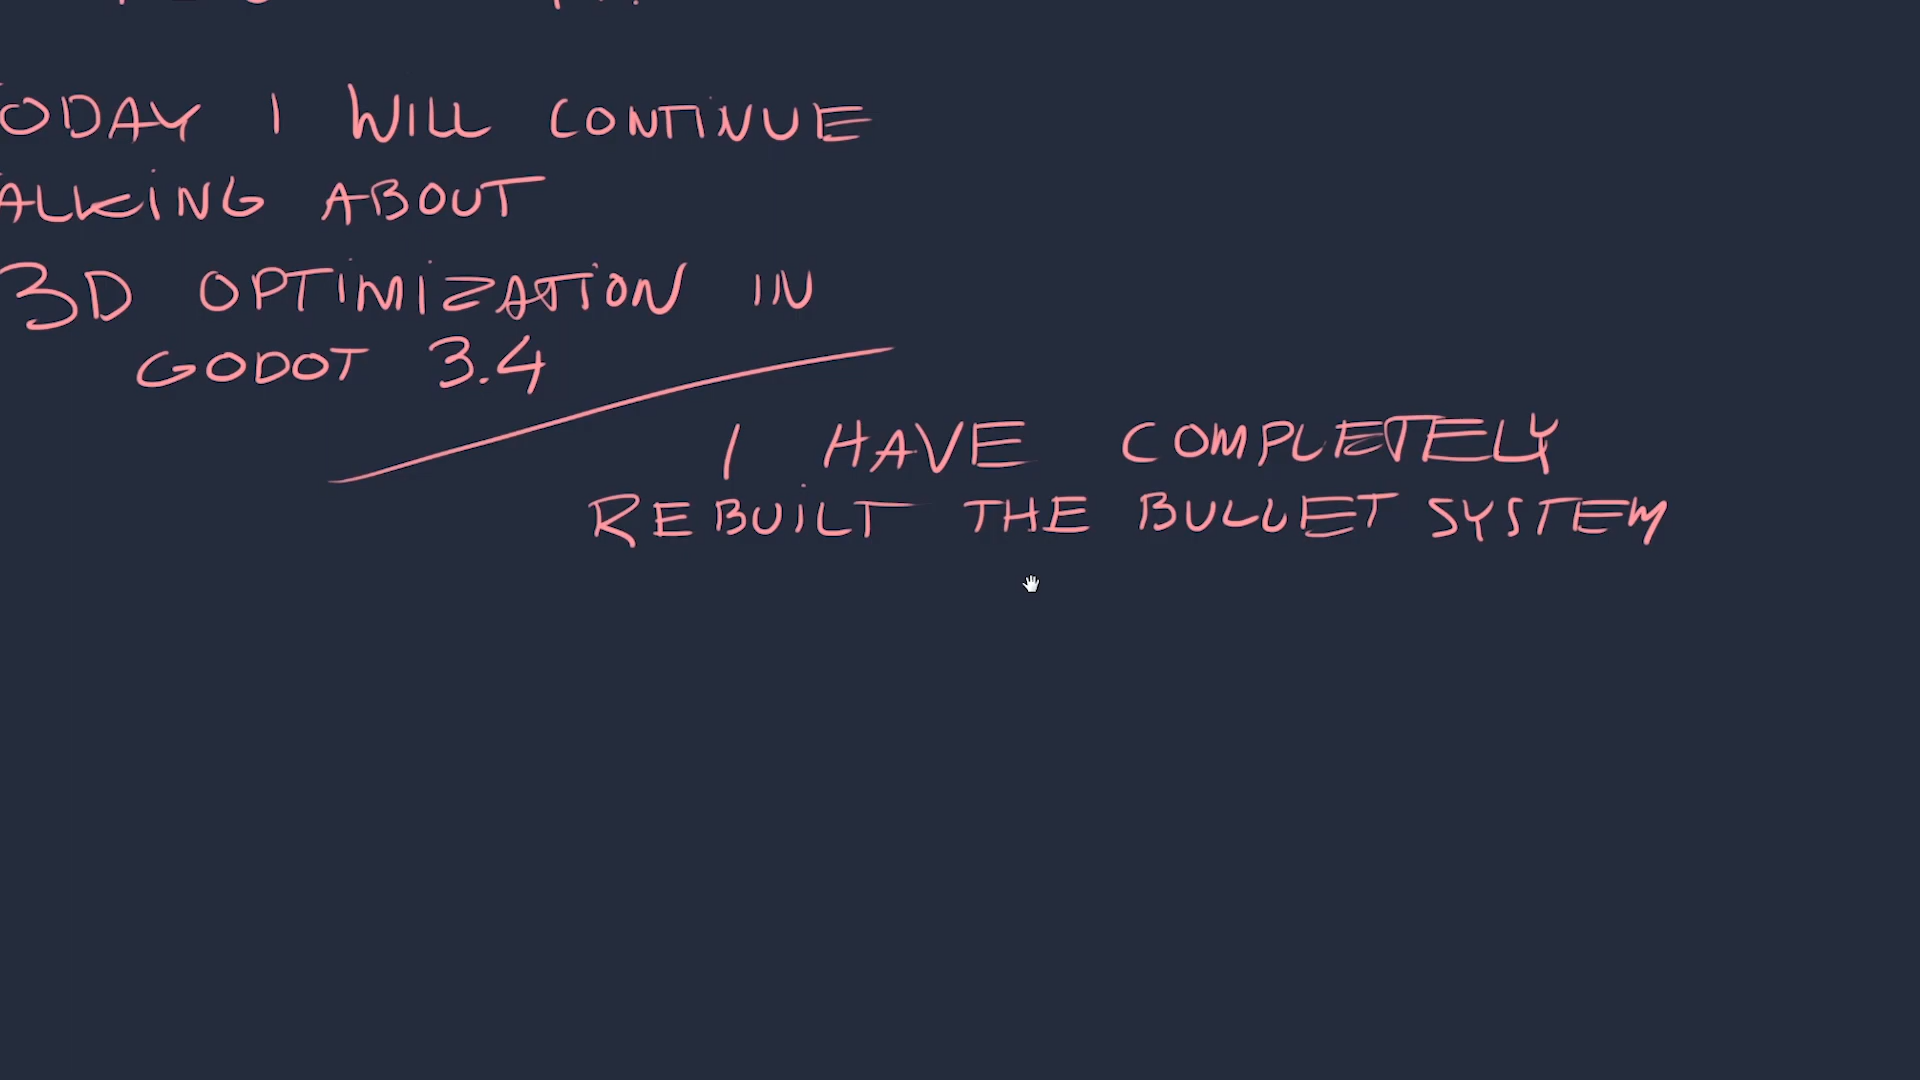 ODAY I WILL CONTINUE
ALKING ABOUT
3D OPTIMIZATION IN
GODOT 3.4
I HAVE COMPLETELY
REBUILT THE BULLET SYSTEM